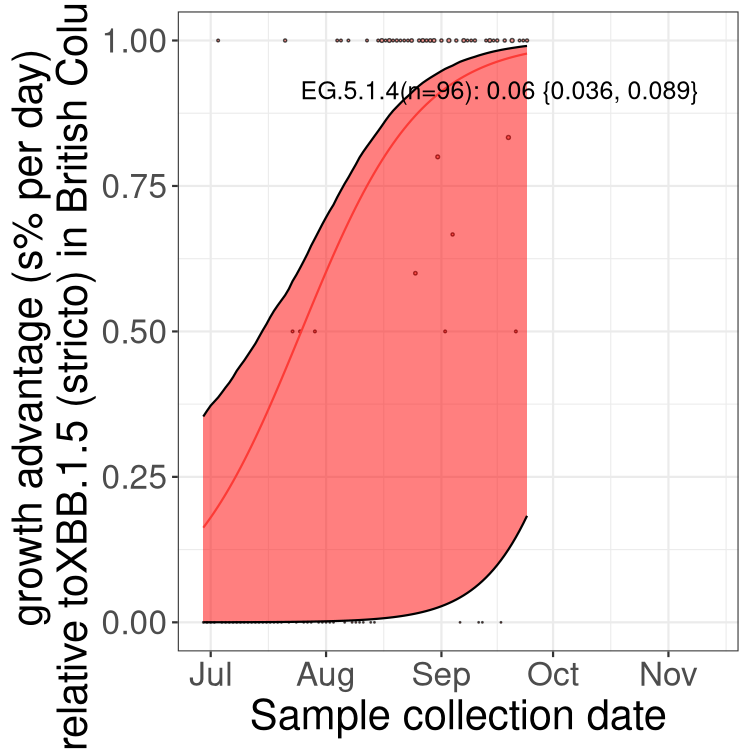 growth advantage (s% per day)
relative toXBB.1.5 (stricto) in British Colu
1.00
0.75
0.50
0.25
0.00
EG.5.1.4(n=96): 0.06 {0.036, 0.089}
Jul Aug Sep Oct Nov
Sample collection date